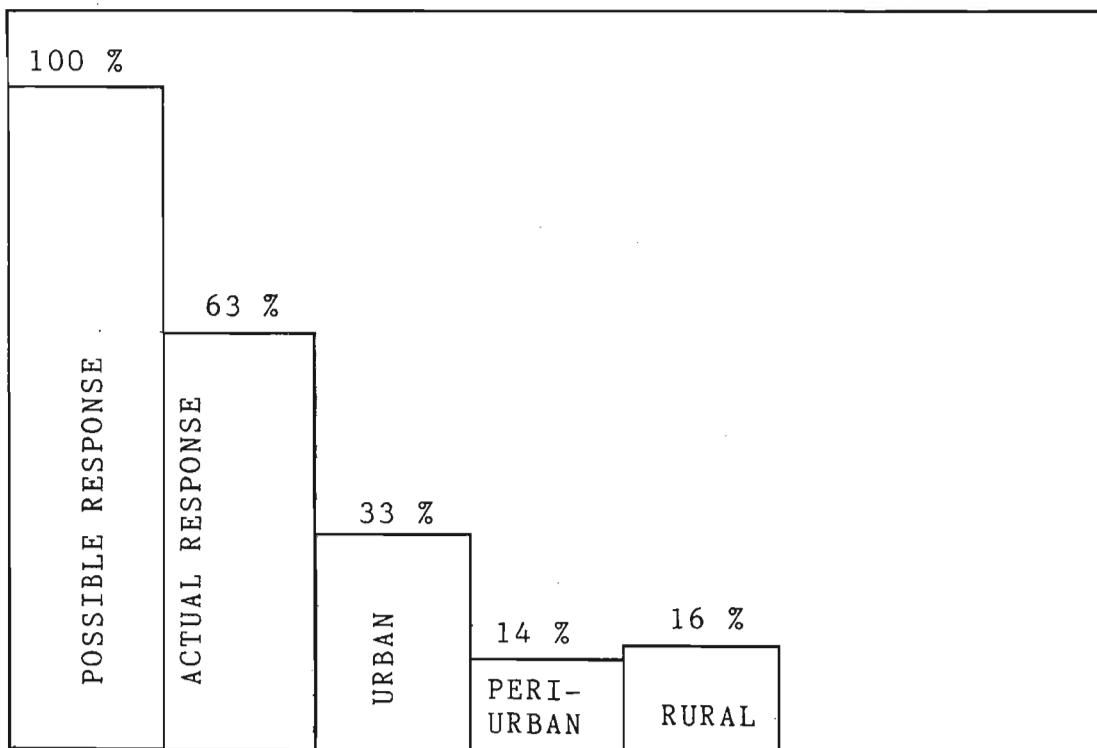 100 %
POSSIBLE RESPONSE
63 %
ACTUAL RESPONSE
33 %
URBAN
14 %
PERI-
URBAN
16 %
RURAL